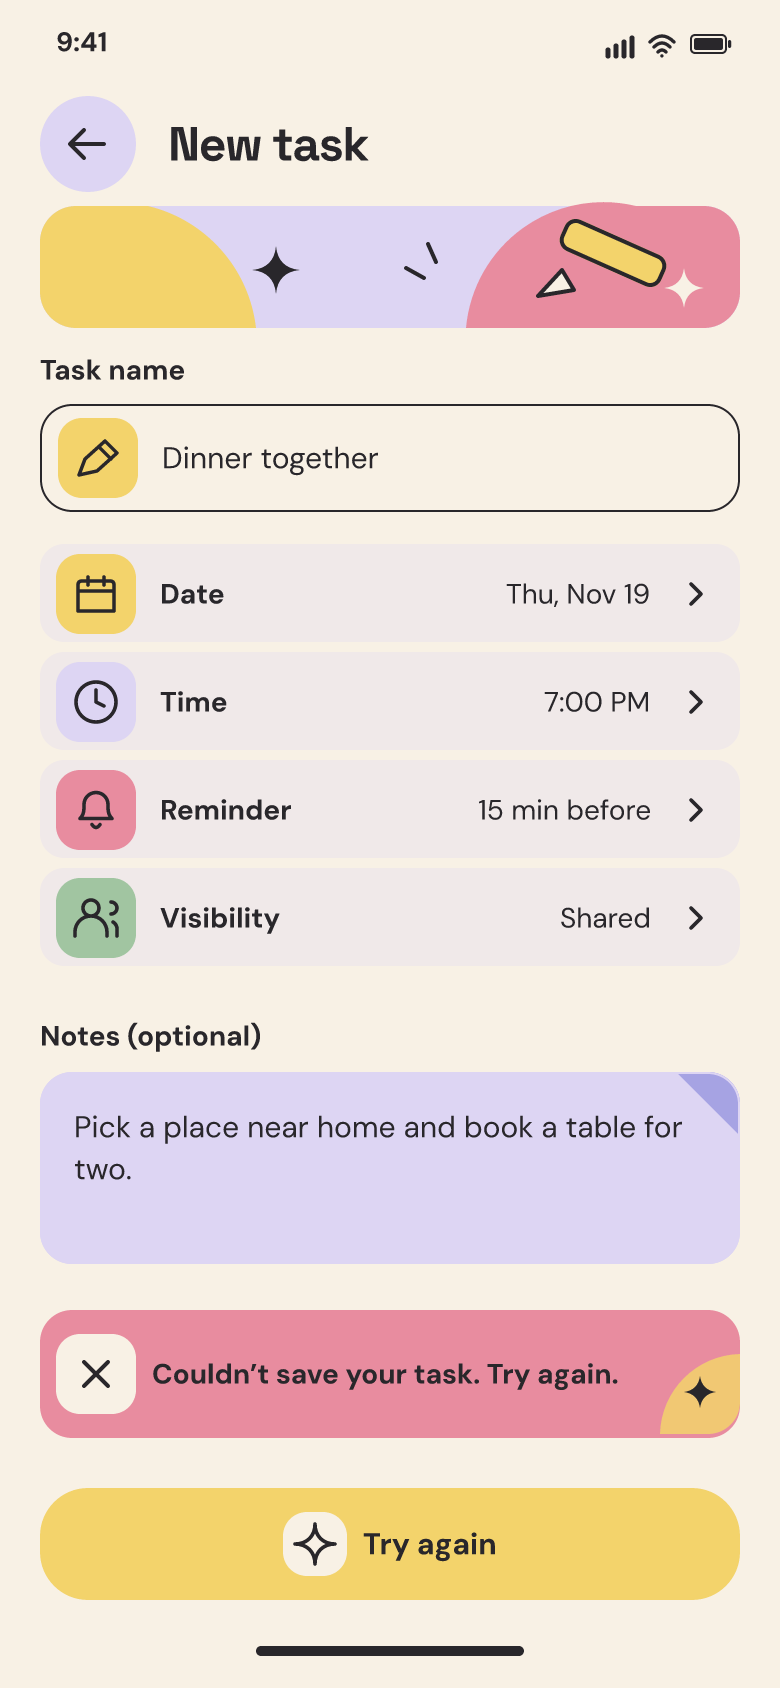 9:41
New task
Task name
Dinner together
Date Thu, Nov 19
Time 7:00 PM
Reminder 15 min before
Visibility Shared
Notes (optional)
Pick a place near home and book a table for
two.
Couldn’t save your task. Try again.
Try again